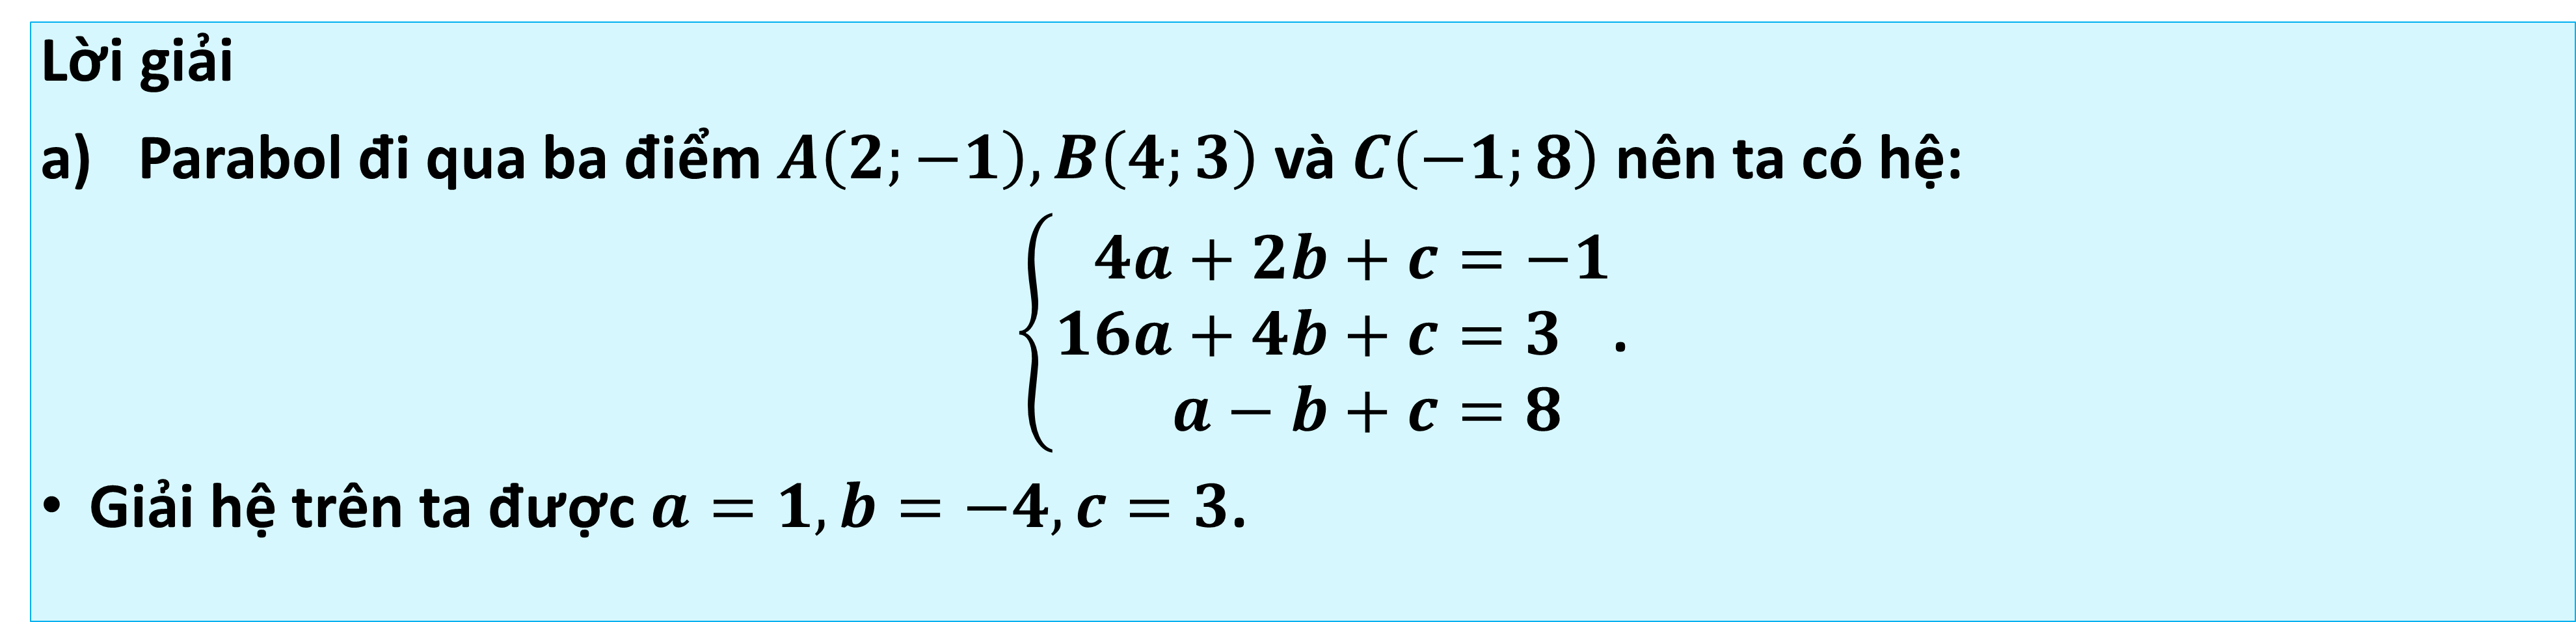 Lời giải
a) Parabol đi qua ba điểm A(2; −1), B(4; 3) và C(−1; 8) nên ta có hệ:
4a + 2b + c = −1
16a + 4b + c = 3 .
a − b + c = 8
• Giải hệ trên ta được a = 1, b = −4, c = 3.